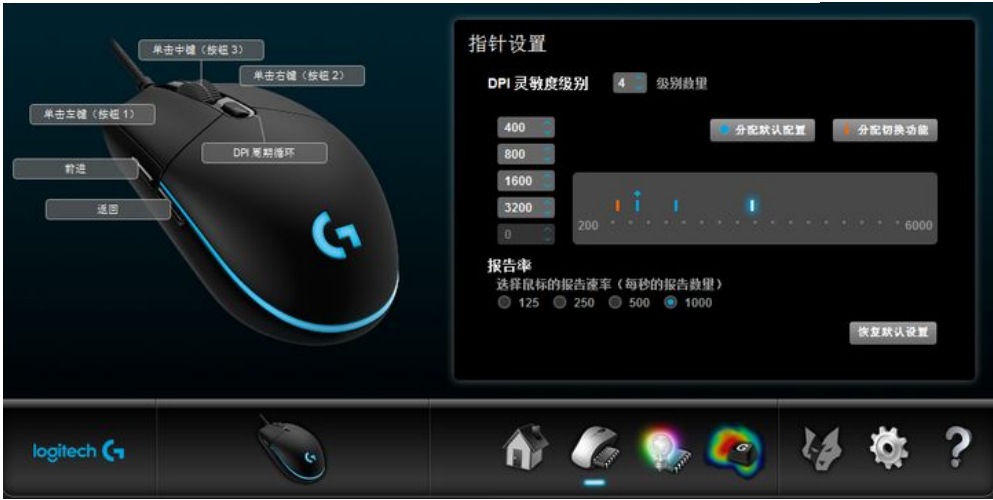 单击中键（按钮 3）
单击右键（按钮 2）
单击左键（按钮 1）
DPI 周期循环
前进
返回
指针设置
DPI 灵敏度级别 4 级别数量
400
800
1600
3200
0
分配默认配置 分配切换功能
200 6000
报告率
选择鼠标的报告速率（每秒的报告数量）
125 250 500 1000
恢复默认设置
logitech G